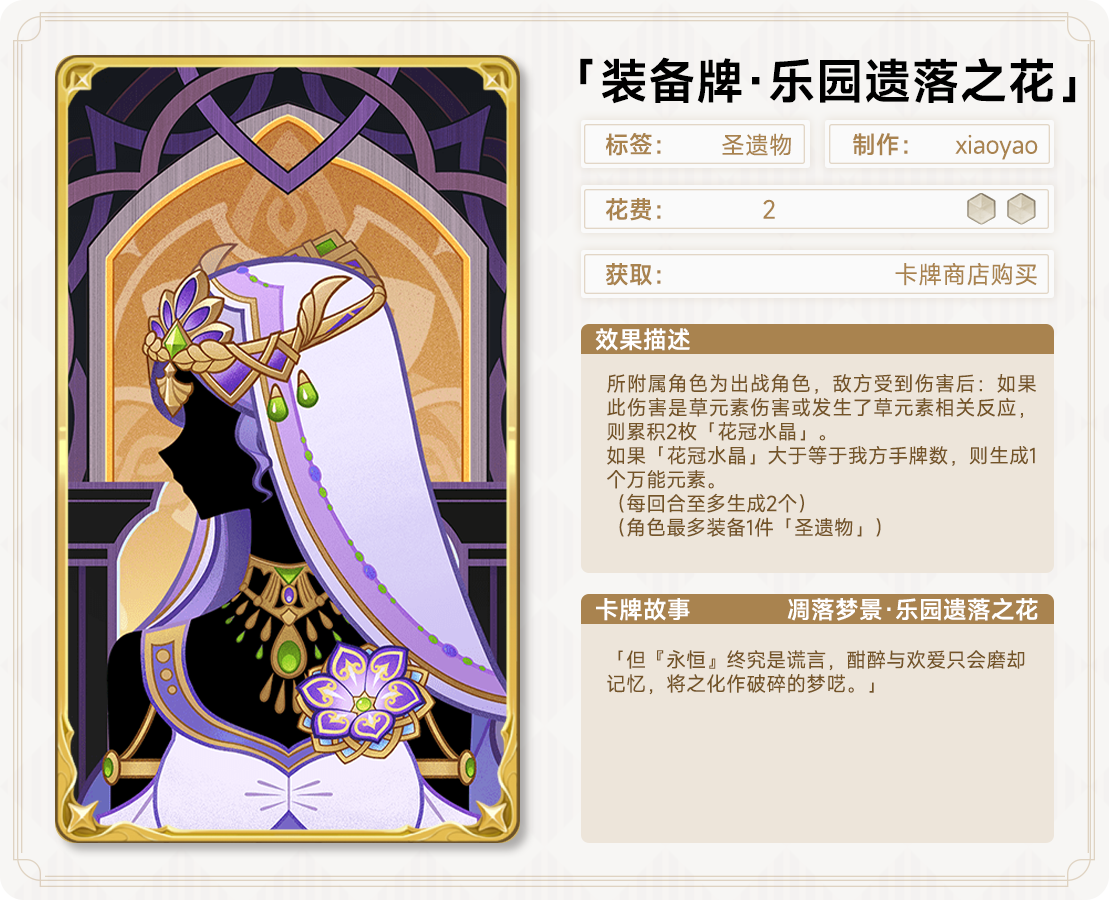 「装备牌·乐园遗落之花」
标签： 圣遗物 制作： xiaoyao
花费： 2
获取： 卡牌商店购买
效果描述
所附属角色为出战角色，敌方受到伤害后：如果
此伤害是草元素伤害或发生了草元素相关反应，
则累积2枚「花冠水晶」。
如果「花冠水晶」大于等于我方手牌数，则生成1
个万能元素。
（每回合至多生成2个）
（角色最多装备1件「圣遗物」）
卡牌故事 凋落梦景·乐园遗落之花
「但『永恒』终究是谎言，酣醉与欢爱只会磨却
记忆，将之化作破碎的梦呓。」